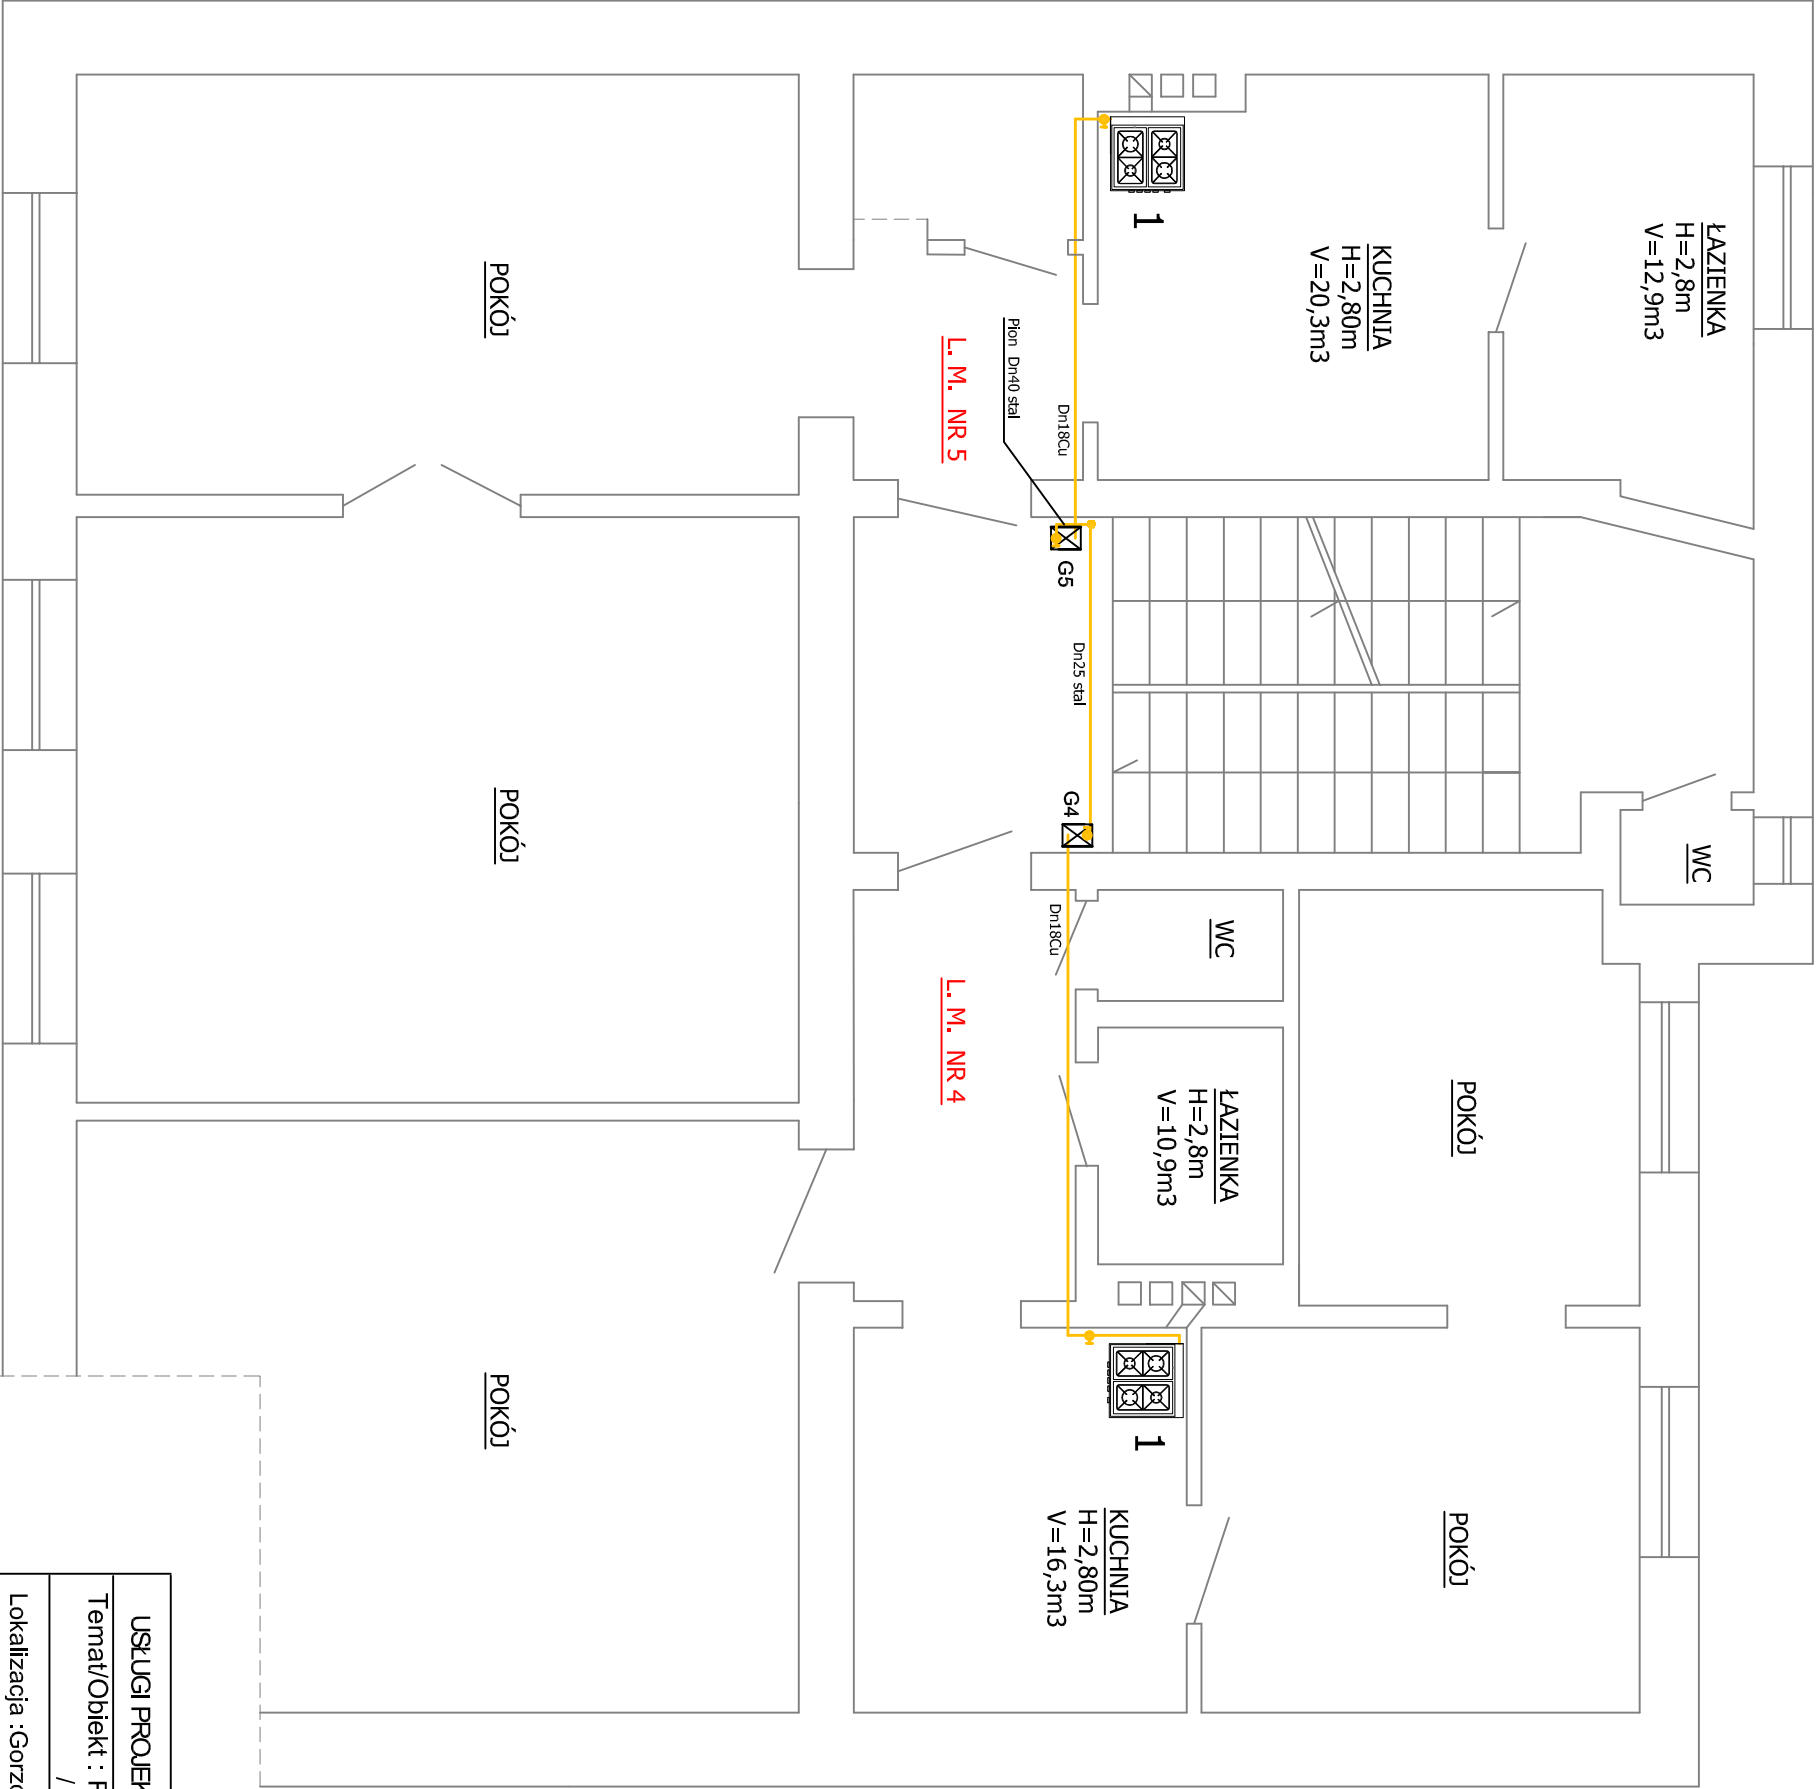 ŁAZIENKA
H=2,8m
V=12,9m3
KUCHNIA
H=2,80m
V=20,3m3
1
Dn18Cu
Pion Dn40 stal
L. M. NR 5
POKÓJ
G5
Dn25 stal
G4
POKÓJ
WC
WC
Dn18Cu
L. M. NR 4
ŁAZIENKA
H=2,8m
V=10,9m3
POKÓJ
1
KUCHNIA
H=2,80m
V=16,3m3
POKÓJ
POKÓJ
USŁUGI PROJEK
Temat/Obiekt :
/
Lokalizacja :Gorz